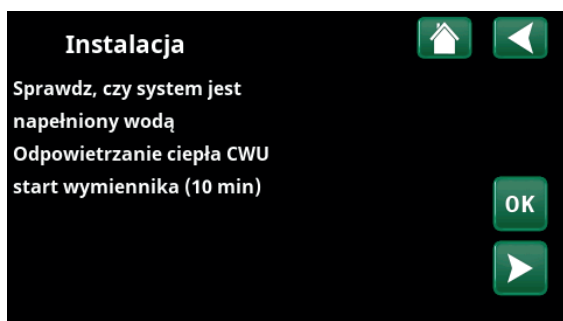 Instalacja
Sprawdz, czy system jest
napełniony wodą
Odpowietrzanie ciepła CWU
start wymiennika (10 min)
OK